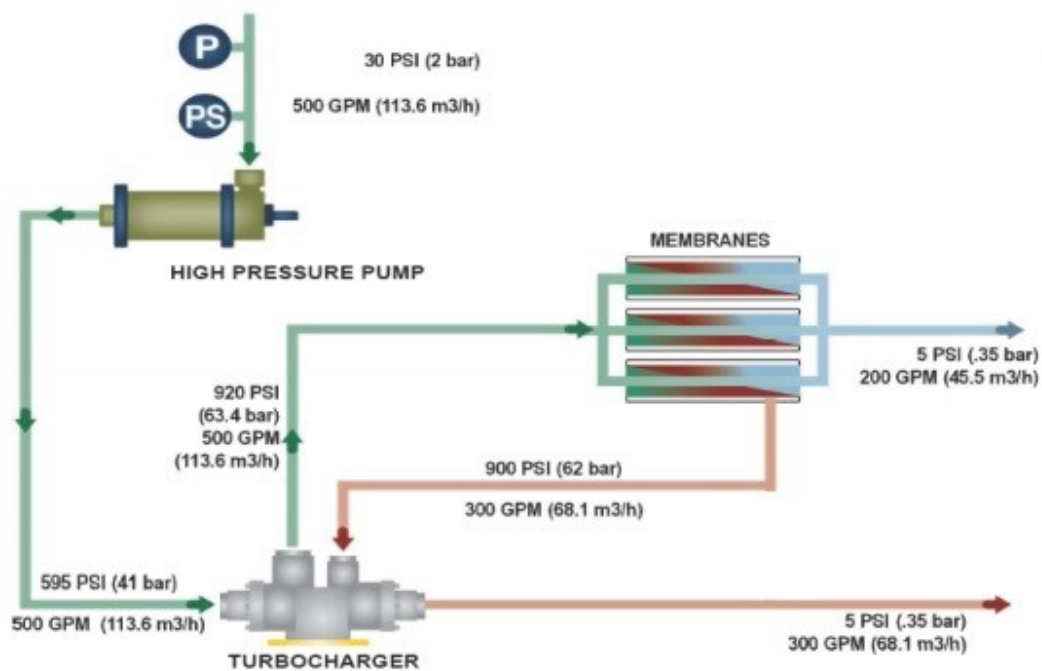 P
30 PSI (2 bar)
PS
500 GPM (113.6 m3/h)
HIGH PRESSURE PUMP
MEMBRANES
5 PSI (.35 bar)
200 GPM (45.5 m3/h)
920 PSI
(63.4 bar)
500 GPM
(113.6 m3/h)
900 PSI (62 bar)
300 GPM (68.1 m3/h)
595 PSI (41 bar)
500 GPM (113.6 m3/h)
5 PSI (.35 bar)
300 GPM (68.1 m3/h)
TURBOCHARGER